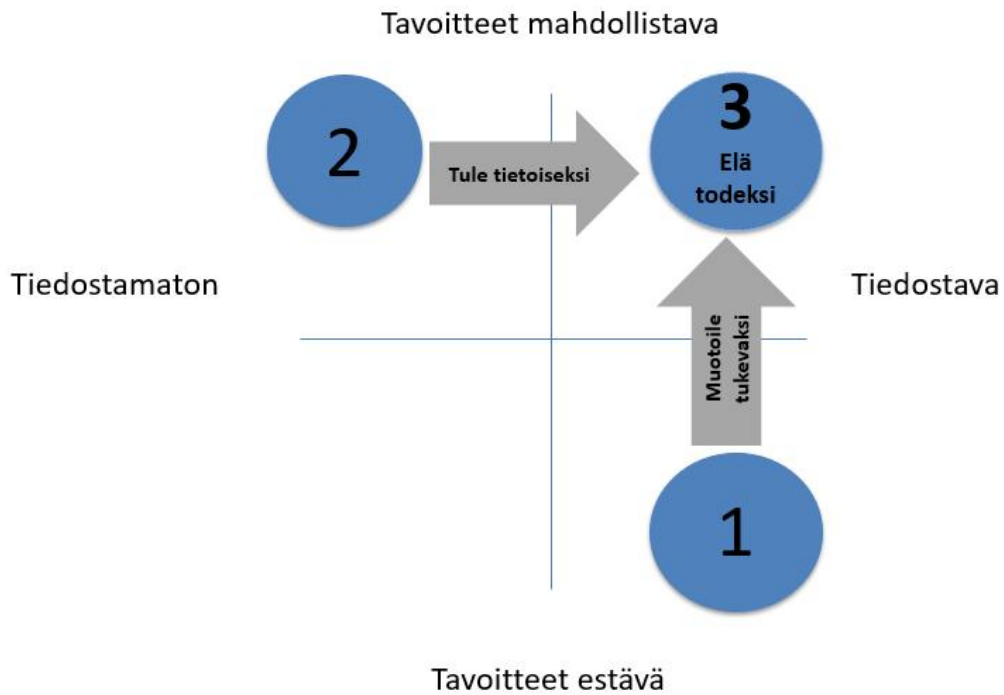 Tavoitteet mahdollistava
2
Tule tietoiseksi
3
Elä
todeksi
Tiedostamaton
Tiedostava
Muotoile
tukevaksi
1
Tavoitteet estävä